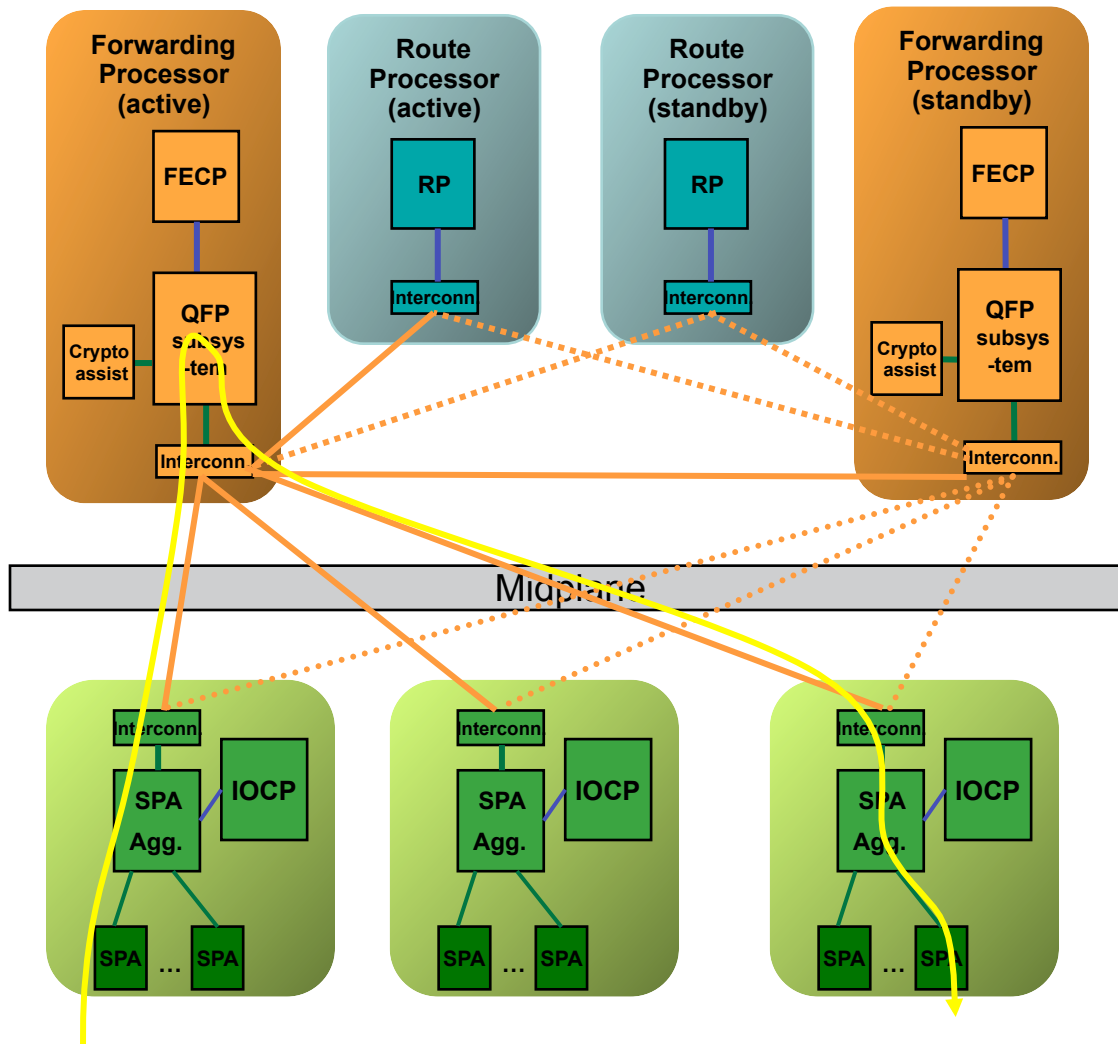 Forwarding
Processor
(active)
Route
Processor
(active)
Route
Processor
(standby)
Forwarding
Processor
(standby)
FECP
RP
RP
FECP
QFP
subsys
-tem
Crypto
assist
Interconn.
Interconn.
Interconn.
QFP
subsys
-tem
Crypto
assist
Interconn.
Midplane
Interconn.
SPA
Agg.
IOCP
SPA
...
SPA
Interconn.
SPA
Agg.
IOCP
SPA
...
SPA
Interconn.
SPA
Agg.
IOCP
SPA
...
SPA